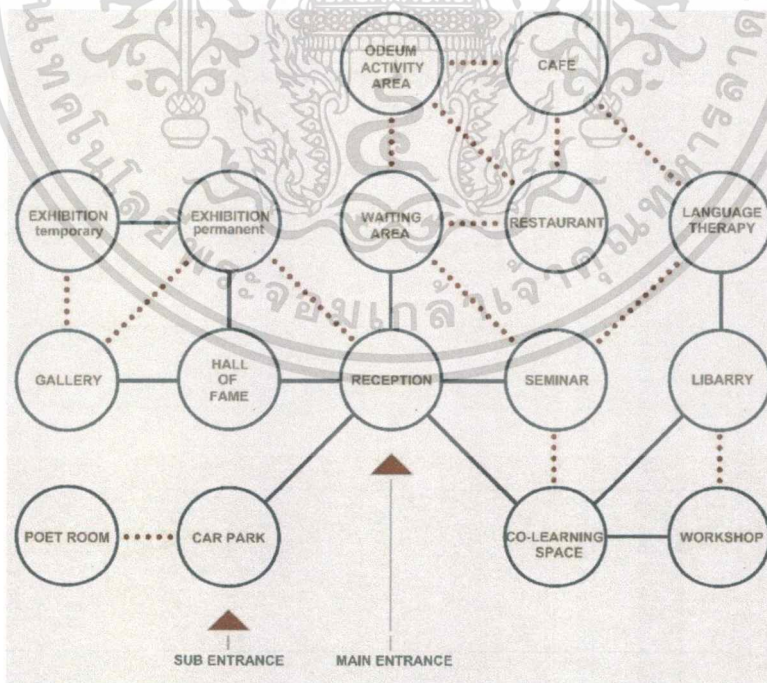 ODEUM
ACTIVITY
AREA
CAFE
EXHIBITION
temporary
EXHIBITION
permanent
WAITING
AREA
RESTAURANT
LANGUAGE
THERAPY
GALLERY
HALL
OF
FAME
RECEPTION
SEMINAR
LIBARRY
POET ROOM
CAR PARK
CO-LEARNING
SPACE
WORKSHOP
SUB ENTRANCE
MAIN ENTRANCE